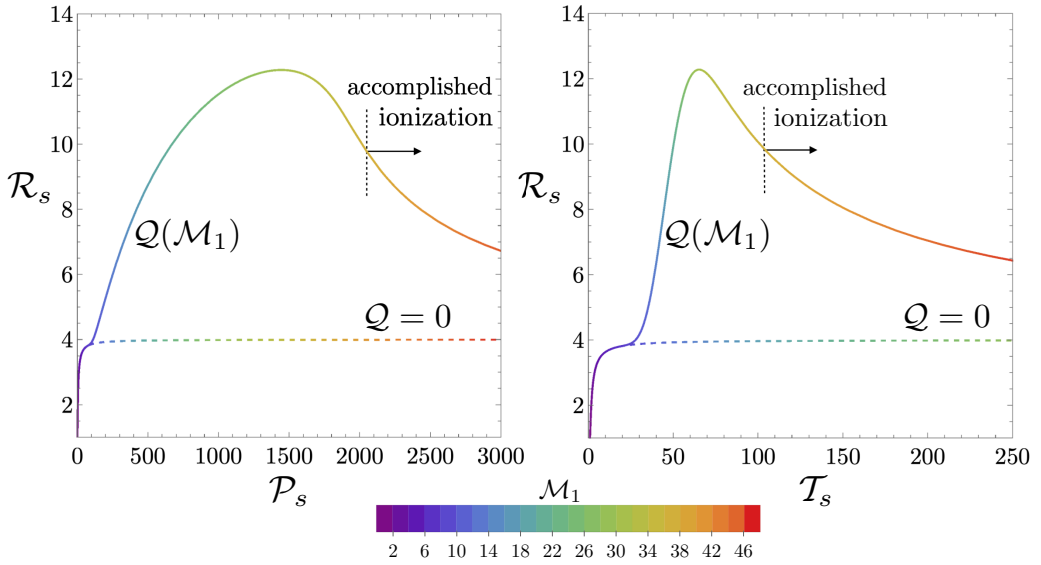 14
12
10
8
6
4
2
ℛₛ
accomplished
ionization
𝒬(ℳ₁)
𝒬 = 0
0 500 1000 1500 2000 2500 3000
𝒫ₛ
14
12
10
8
6
4
2
ℛₛ
accomplished
ionization
𝒬(ℳ₁)
𝒬 = 0
0 50 100 150 200 250
𝒯ₛ
ℳ₁
2 6 10 14 18 22 26 30 34 38 42 46